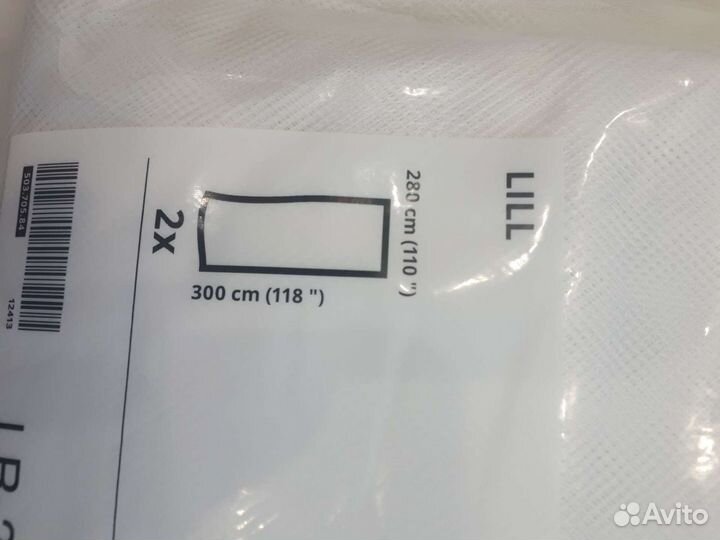 LILL
280 cm (110 ")
300 cm (118 ")
2x
503.705.84
12413
Avito